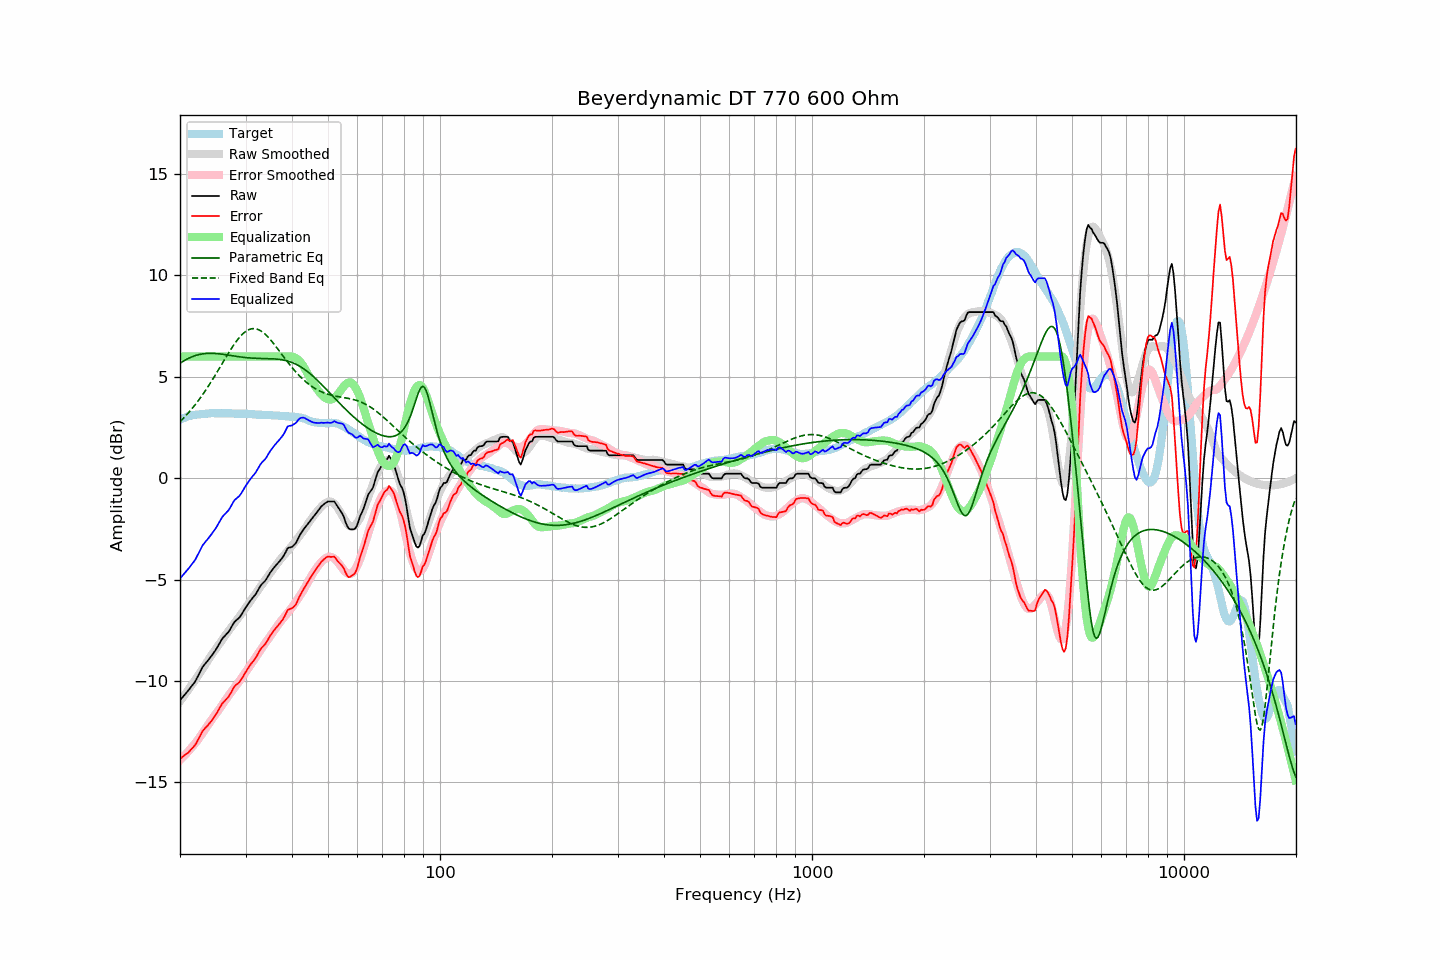 Beyerdynamic DT 770 600 Ohm
Target
Raw Smoothed
Error Smoothed
Raw
Error
Equalization
Parametric Eq
Fixed Band Eq
Equalized
15
10
5
0
−5
−10
−15
Amplitude (dBr)
100
1000
10000
Frequency (Hz)